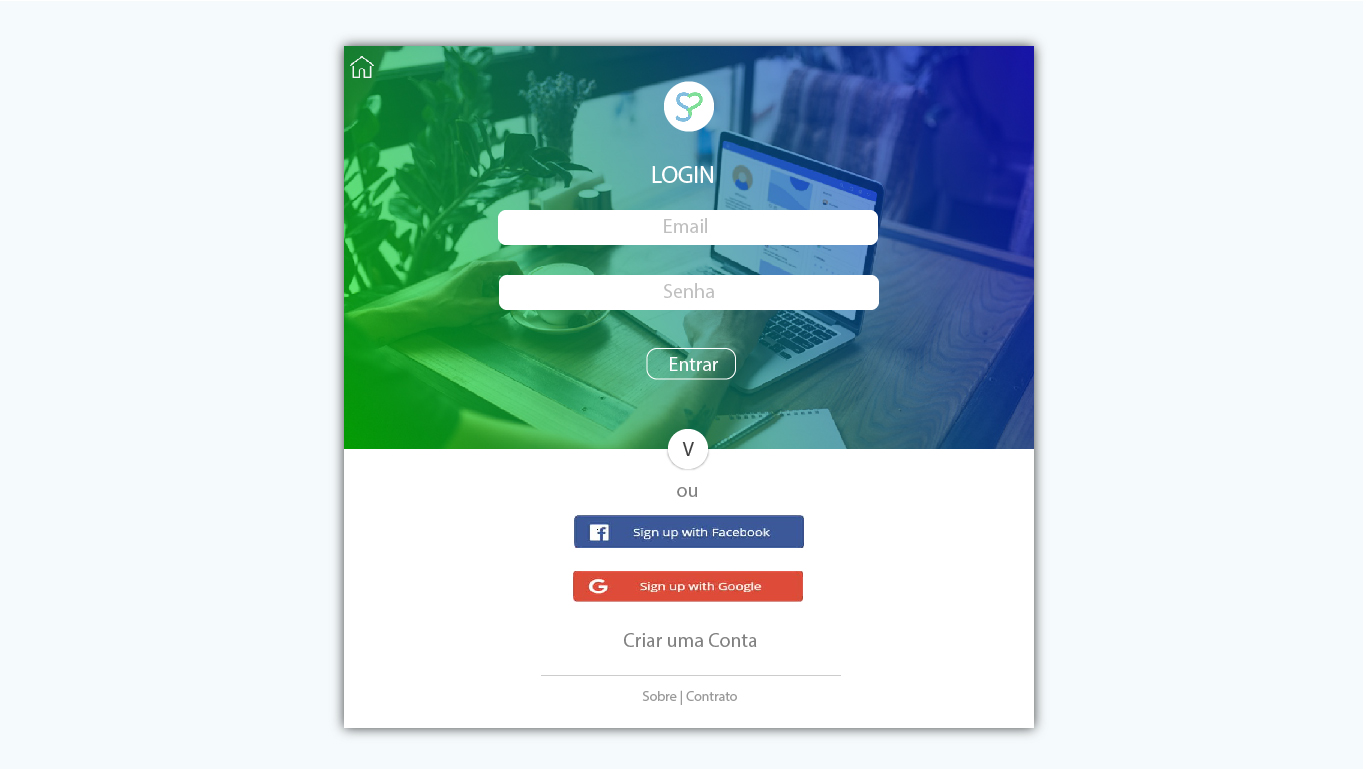 LOGIN
Email
Senha
Entrar
V
ou
Sign up with Facebook
Sign up with Google
Criar uma Conta
Sobre | Contrato